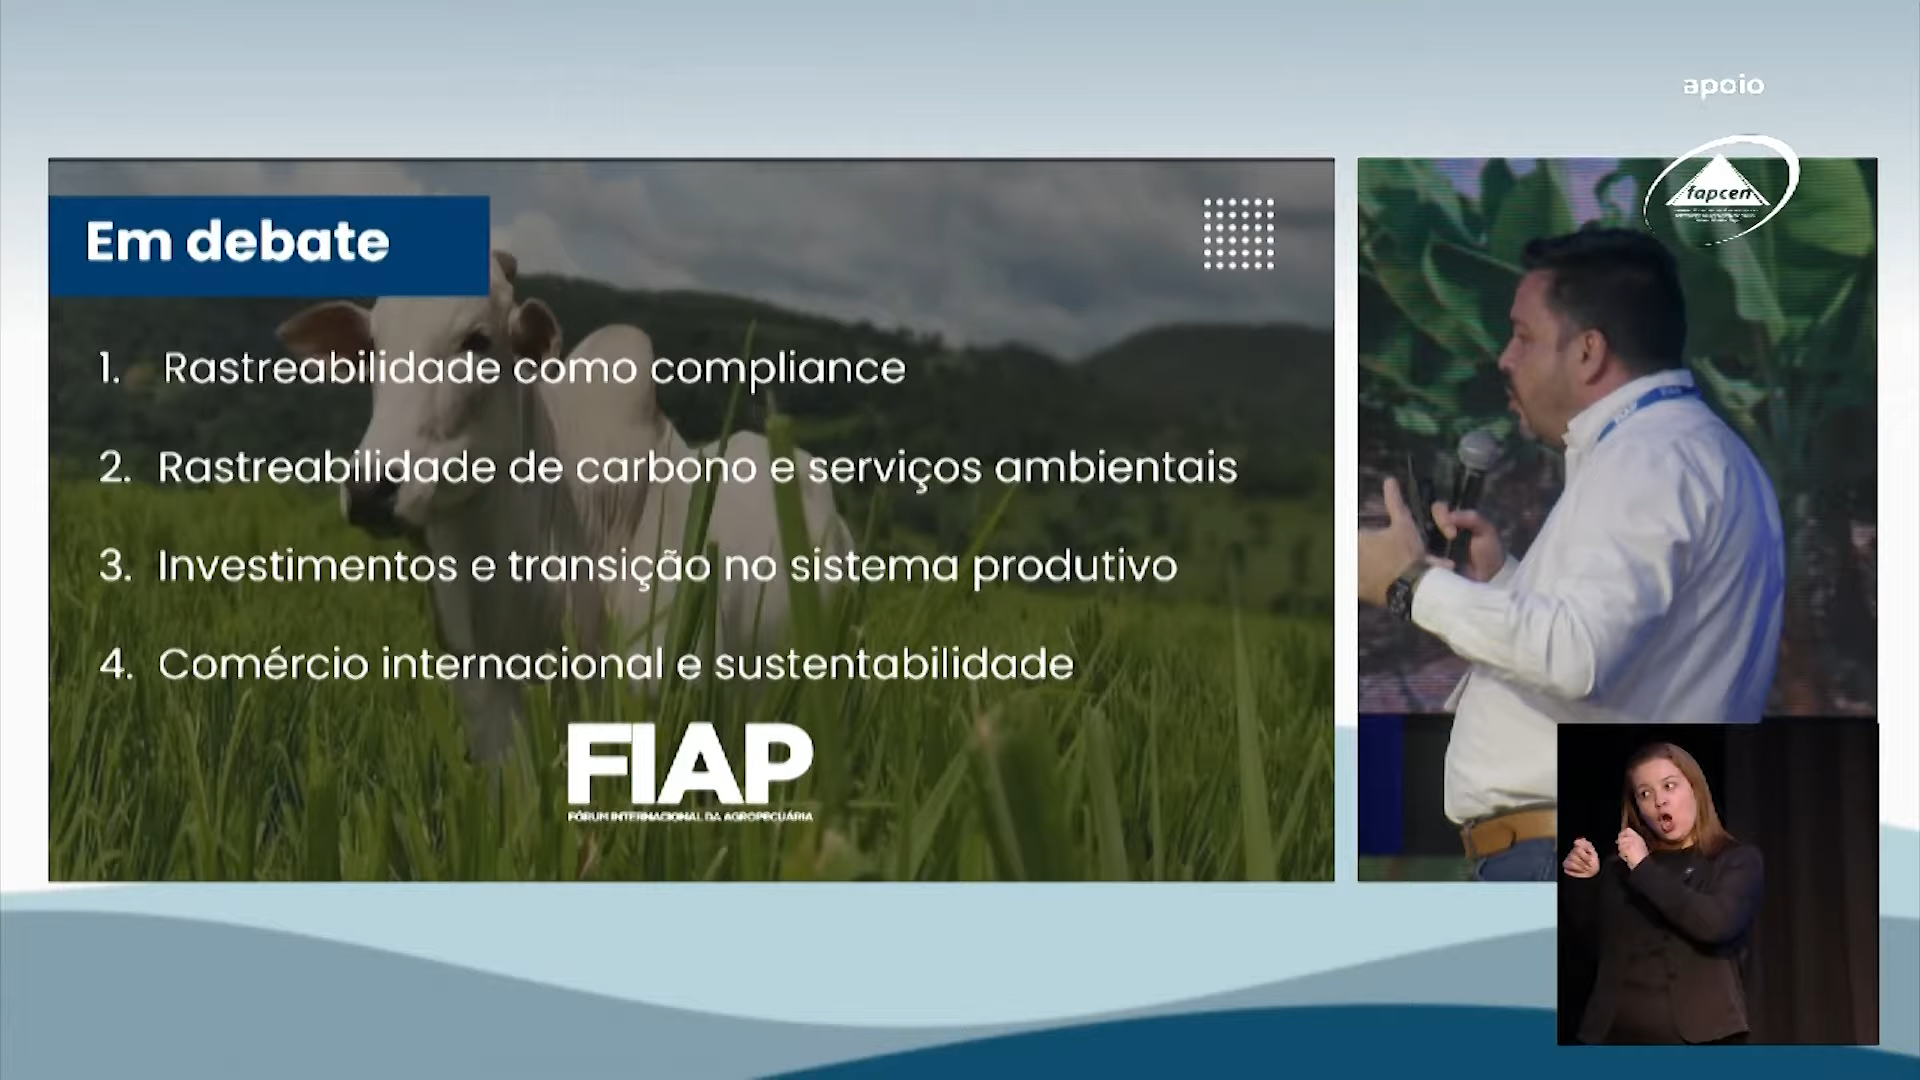 apoio
fapcen
Em debate
1. Rastreabilidade como compliance
2. Rastreabilidade de carbono e serviços ambientais
3. Investimentos e transição no sistema produtivo
4. Comércio internacional e sustentabilidade
FIAP
FÓRUM INTERNACIONAL DA AGROPECUÁRIA